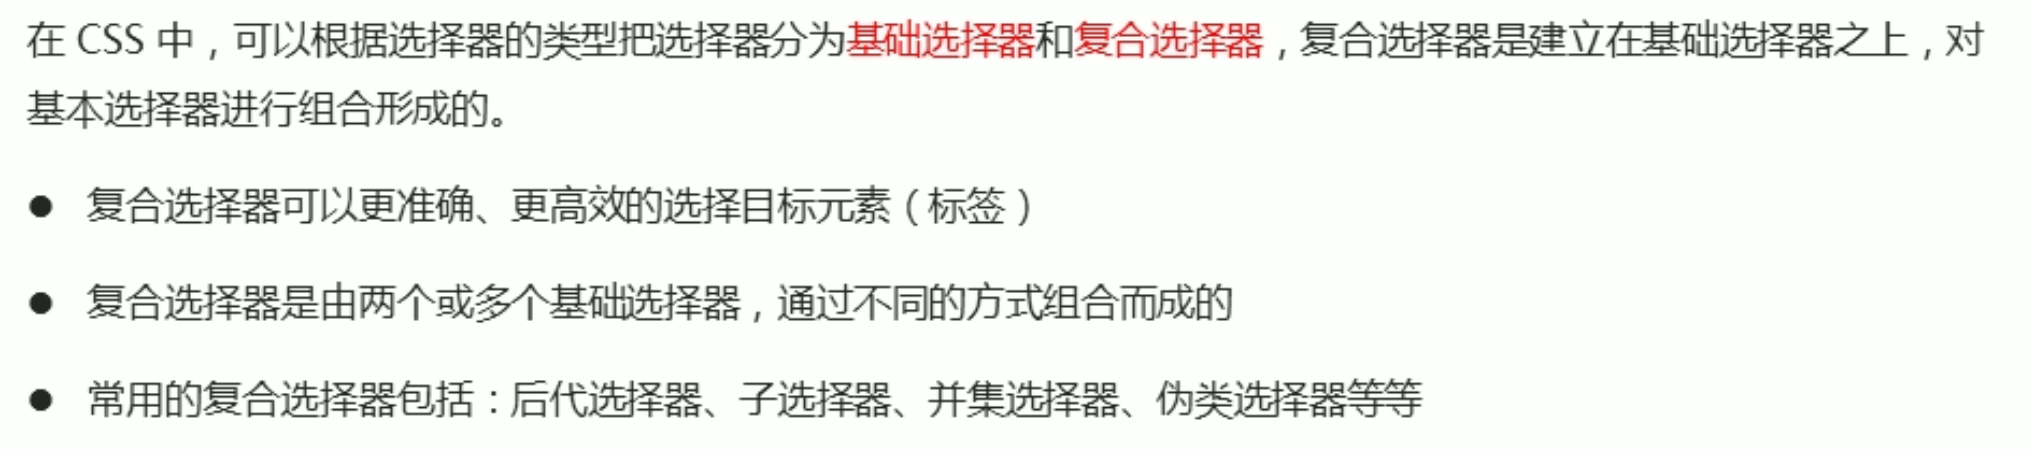 在 CSS 中，可以根据选择器的类型把选择器分为基础选择器和复合选择器，复合选择器是建立在基础选择器之上，对
基本选择器进行组合形成的。
● 复合选择器可以更准确、更高效的选择目标元素（标签）
● 复合选择器是由两个或多个基础选择器，通过不同的方式组合而成的
● 常用的复合选择器包括：后代选择器、子选择器、并集选择器、伪类选择器等等